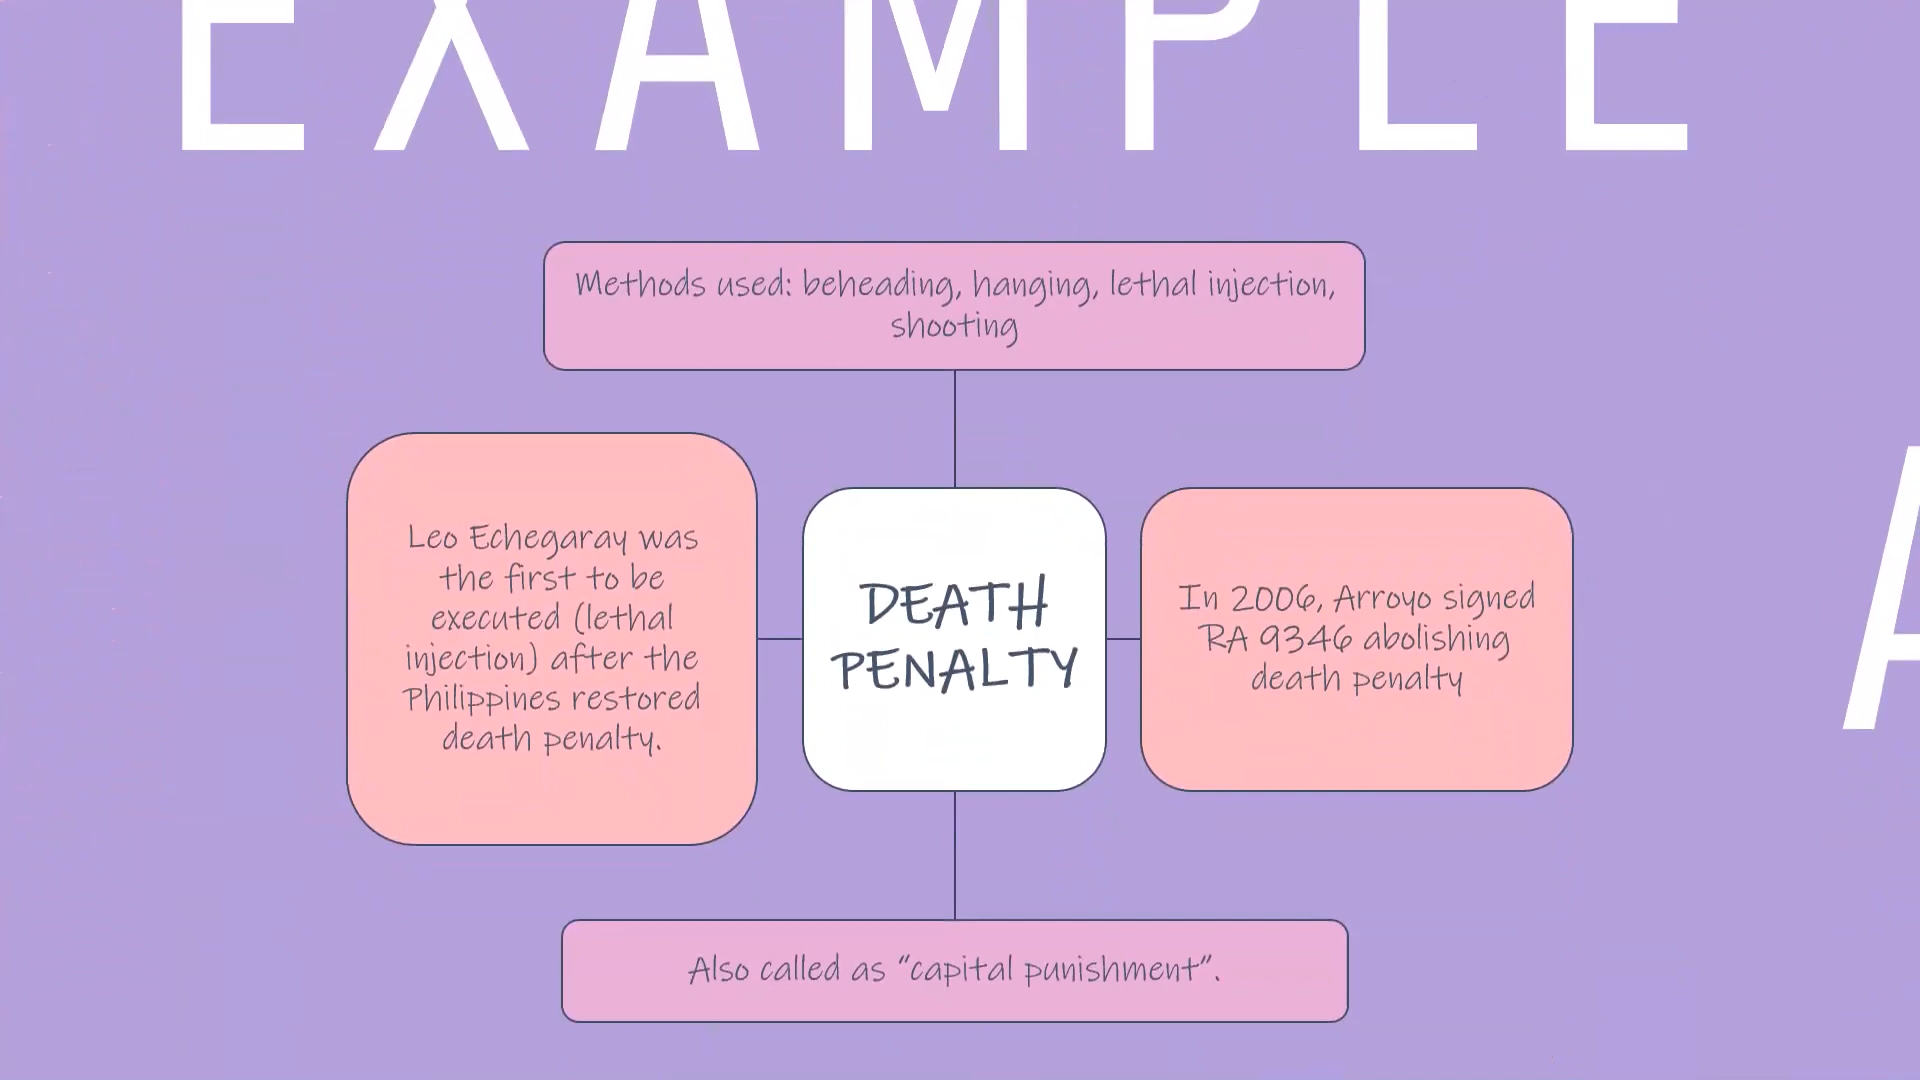 EXAMPLE
Methods used: beheading, hanging, lethal injection,
shooting
Leo Echegaray was
the first to be
executed (lethal
injection) after the
Philippines restored
death penalty.
DEATH
PENALTY
In 2006, Arroyo signed
RA 9346 abolishing
death penalty
A
Also called as “capital punishment”.